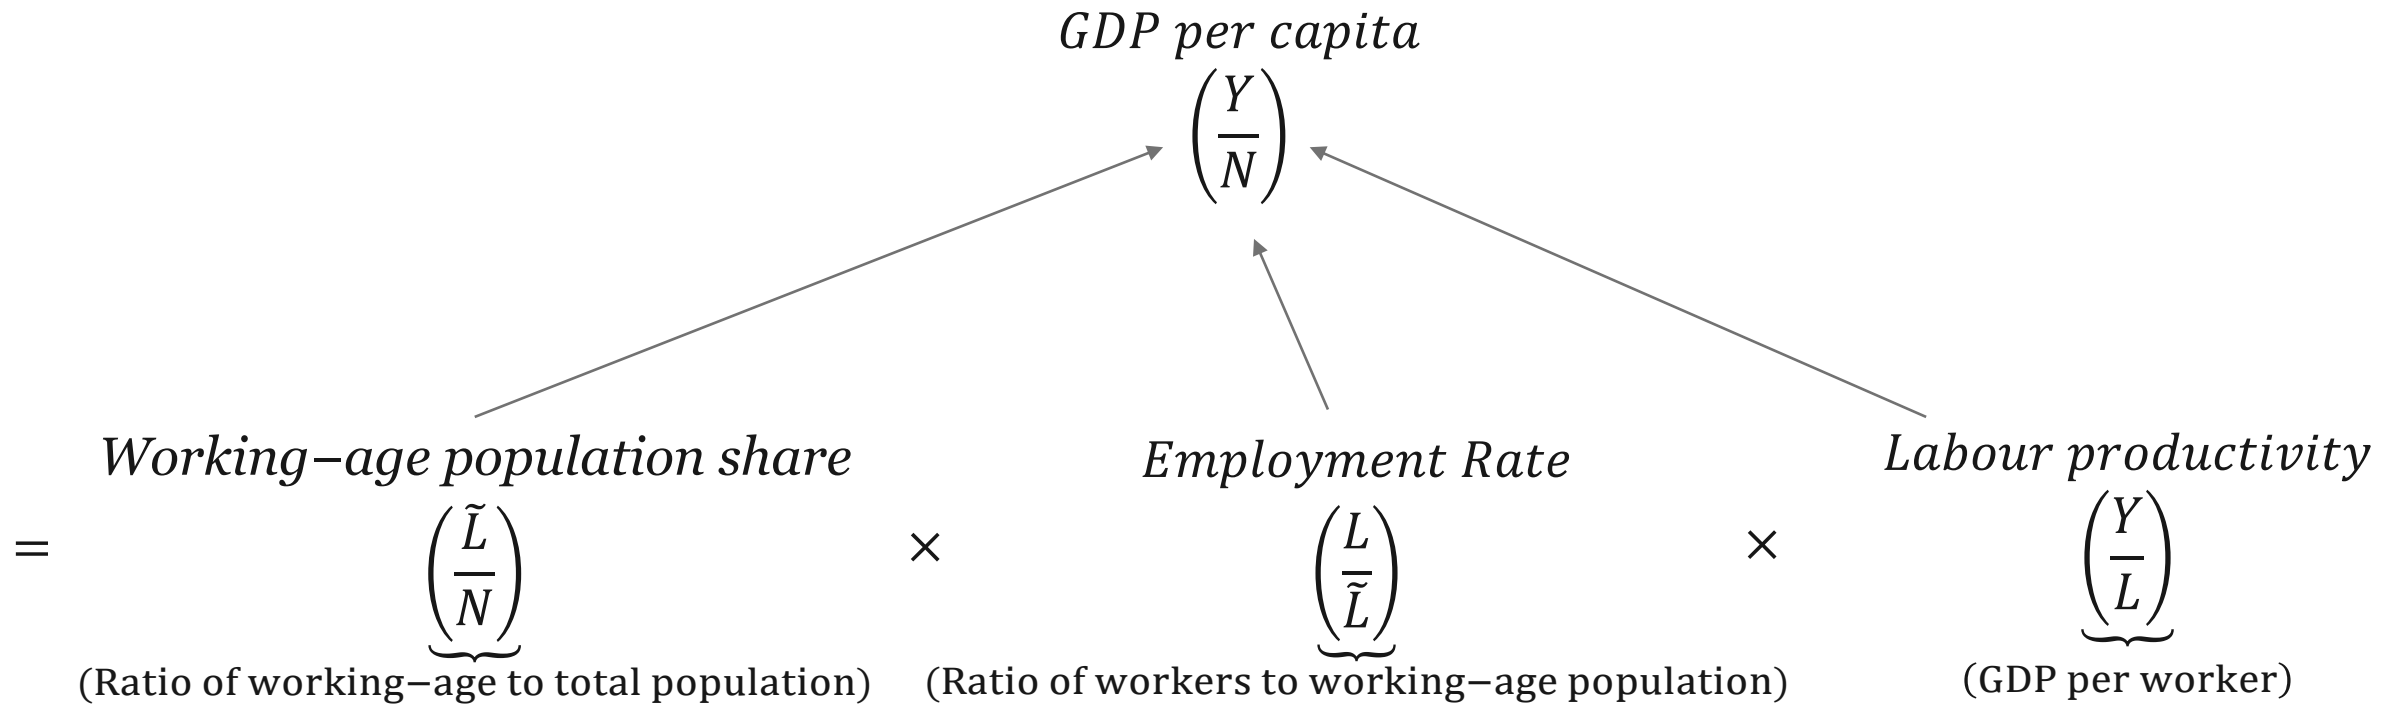 GDP per capita
(Y/N)
Working−age population share
Employment Rate
Labour productivity
= (L̃/N) × (L/L̃) × (Y/L)
(Ratio of working−age to total population)
(Ratio of workers to working−age population)
(GDP per worker)